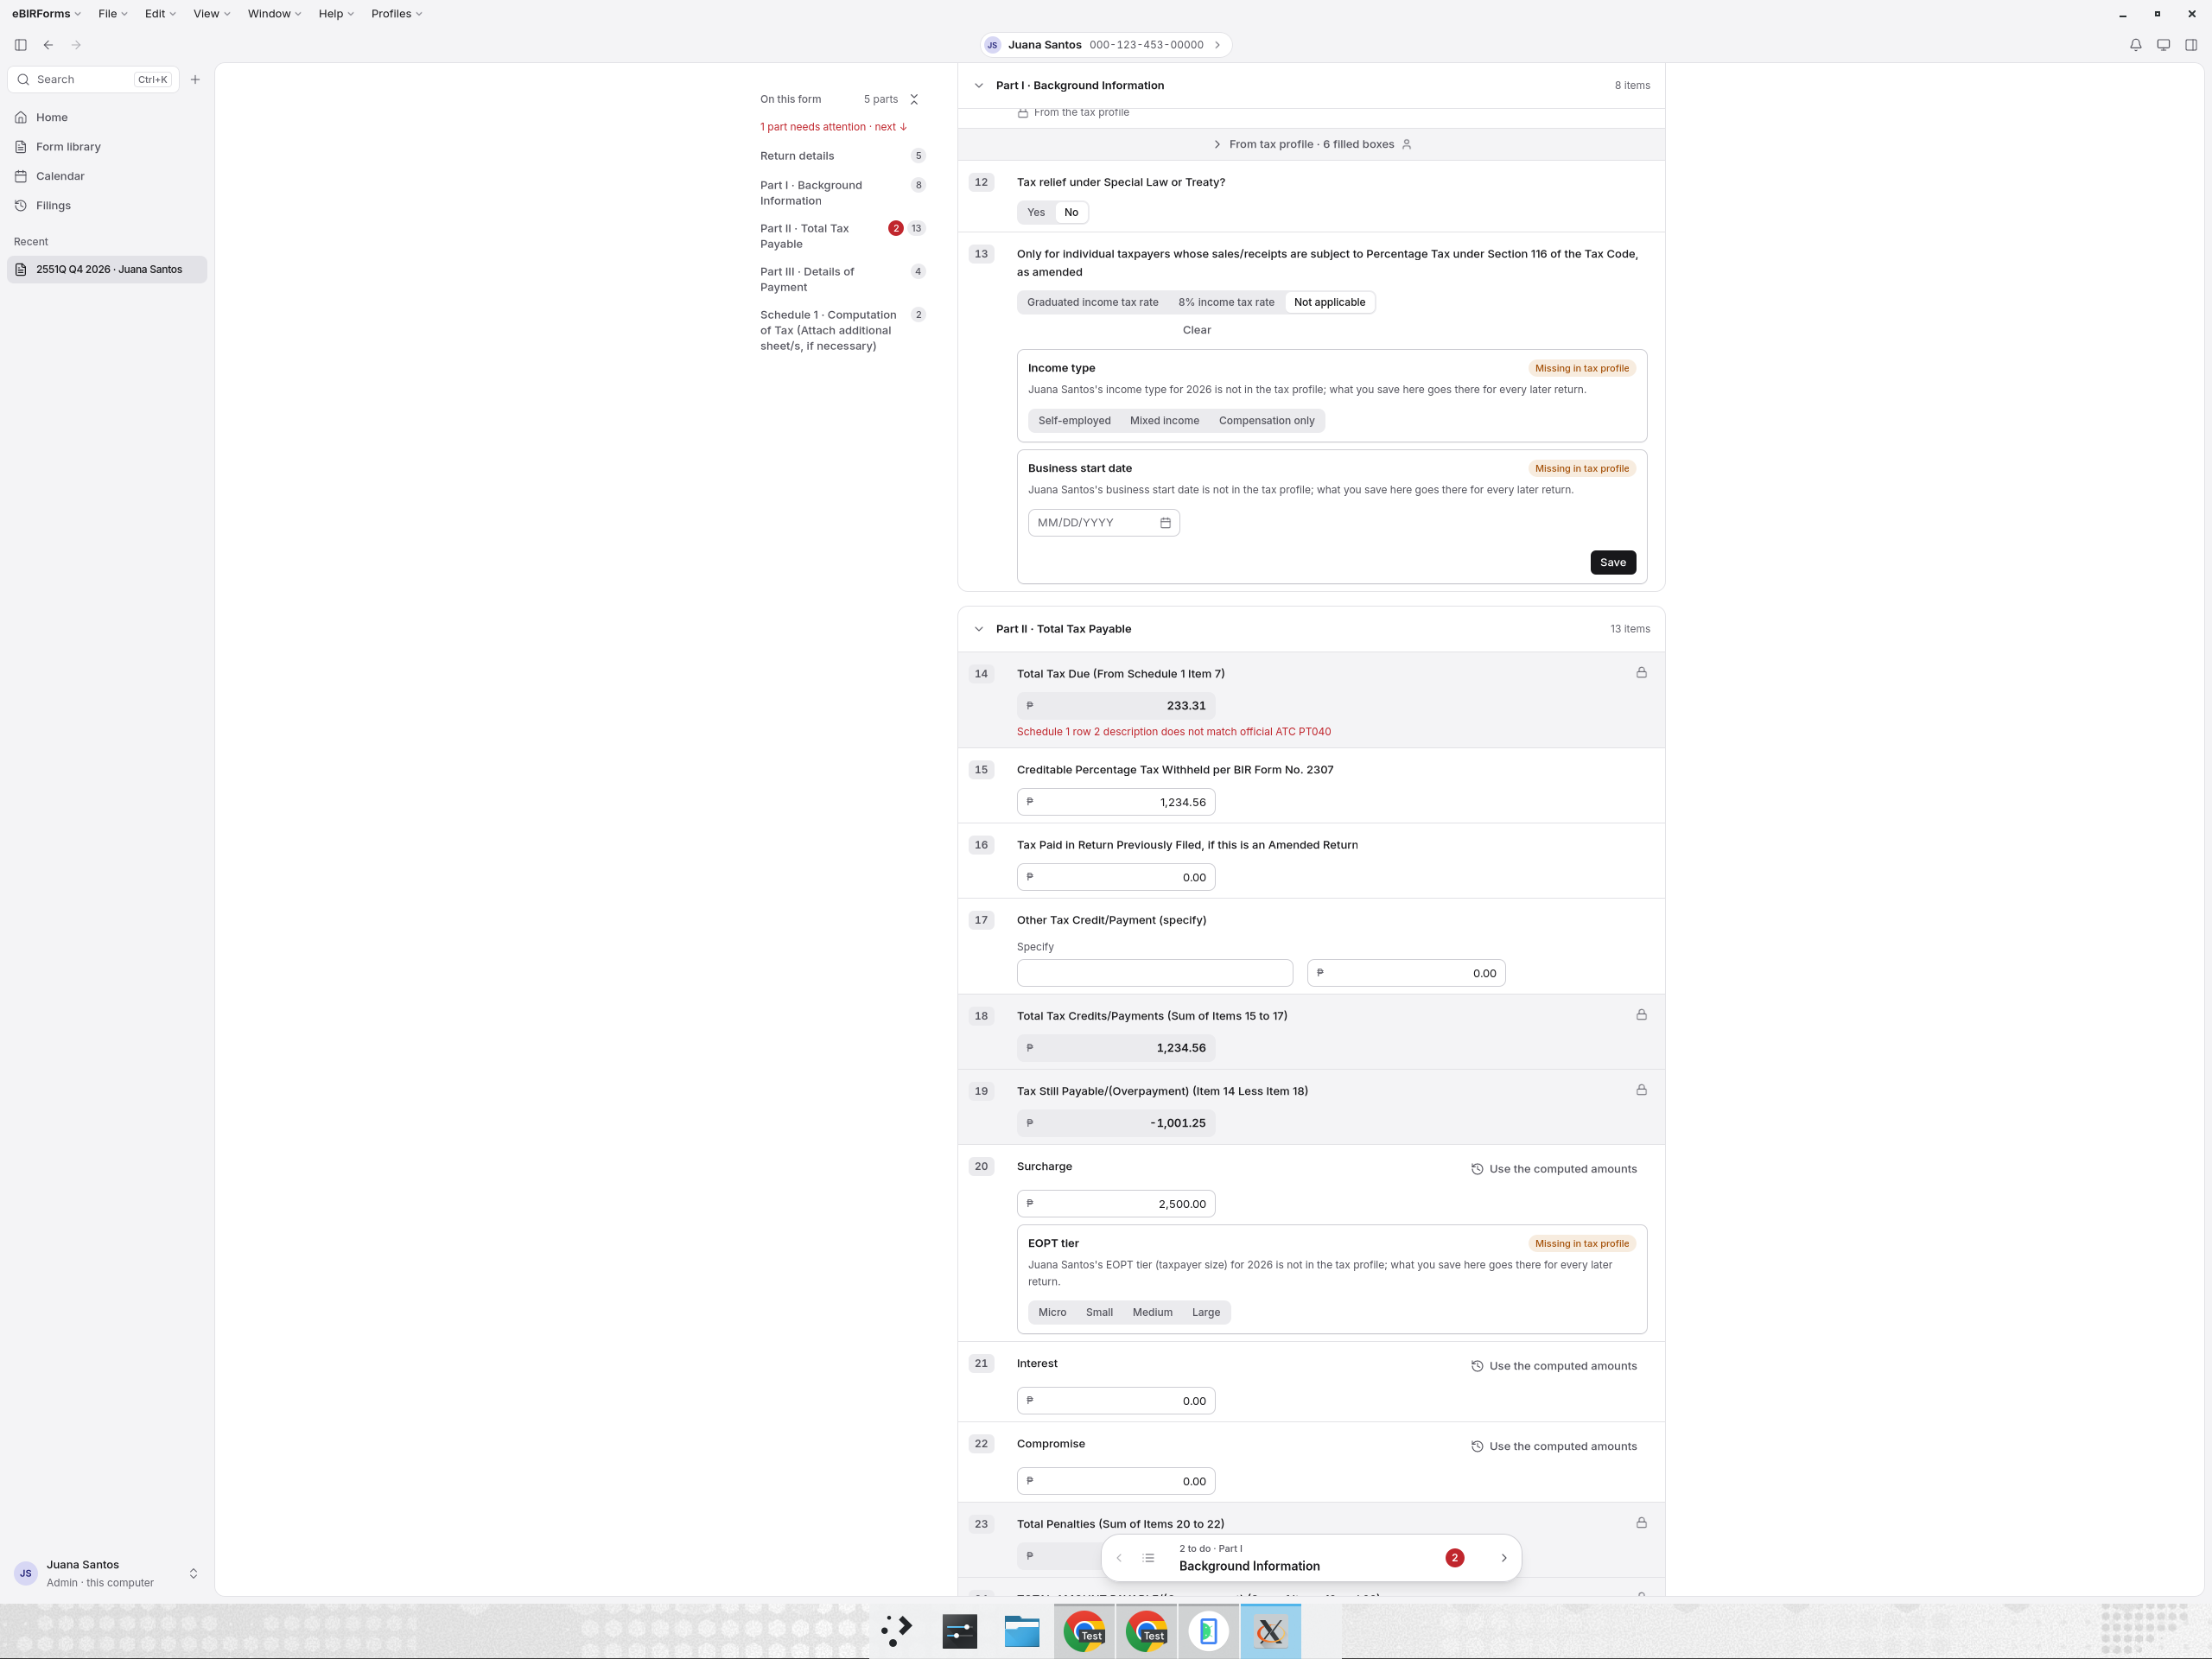 eBIRForms File Edit View Window Help Profiles
JS Juana Santos 000-123-453-00000
Search Ctrl+K
Home
Form library
Calendar
Filings
Recent
2551Q Q4 2026 · Juana Santos
On this form 5 parts
1 part needs attention · next ↓
Return details 5
Part I · Background Information 8
Part II · Total Tax Payable 2 13
Part III · Details of Payment 4
Schedule 1 · Computation of Tax (Attach additional sheet/s, if necessary) 2
Part I · Background Information 8 items
From the tax profile
From tax profile · 6 filled boxes
12 Tax relief under Special Law or Treaty?
Yes No
13 Only for individual taxpayers whose sales/receipts are subject to Percentage Tax under Section 116 of the Tax Code,
as amended
Graduated income tax rate 8% income tax rate Not applicable
Clear
Income type Missing in tax profile
Juana Santos's income type for 2026 is not in the tax profile; what you save here goes there for every later return.
Self-employed Mixed income Compensation only
Business start date Missing in tax profile
Juana Santos's business start date is not in the tax profile; what you save here goes there for every later return.
MM/DD/YYYY
Save
Part II · Total Tax Payable 13 items
14 Total Tax Due (From Schedule 1 Item 7)
₱ 233.31
Schedule 1 row 2 description does not match official ATC PT040
15 Creditable Percentage Tax Withheld per BIR Form No. 2307
₱ 1,234.56
16 Tax Paid in Return Previously Filed, if this is an Amended Return
₱ 0.00
17 Other Tax Credit/Payment (specify)
Specify
₱ 0.00
18 Total Tax Credits/Payments (Sum of Items 15 to 17)
₱ 1,234.56
19 Tax Still Payable/(Overpayment) (Item 14 Less Item 18)
₱ -1,001.25
20 Surcharge Use the computed amounts
₱ 2,500.00
EOPT tier Missing in tax profile
Juana Santos's EOPT tier (taxpayer size) for 2026 is not in the tax profile; what you save here goes there for every later
return.
Micro Small Medium Large
21 Interest Use the computed amounts
₱ 0.00
22 Compromise Use the computed amounts
₱ 0.00
23 Total Penalties (Sum of Items 20 to 22)
₱
2 to do · Part I
Background Information 2
JS Juana Santos
Admin · this computer
Test Test